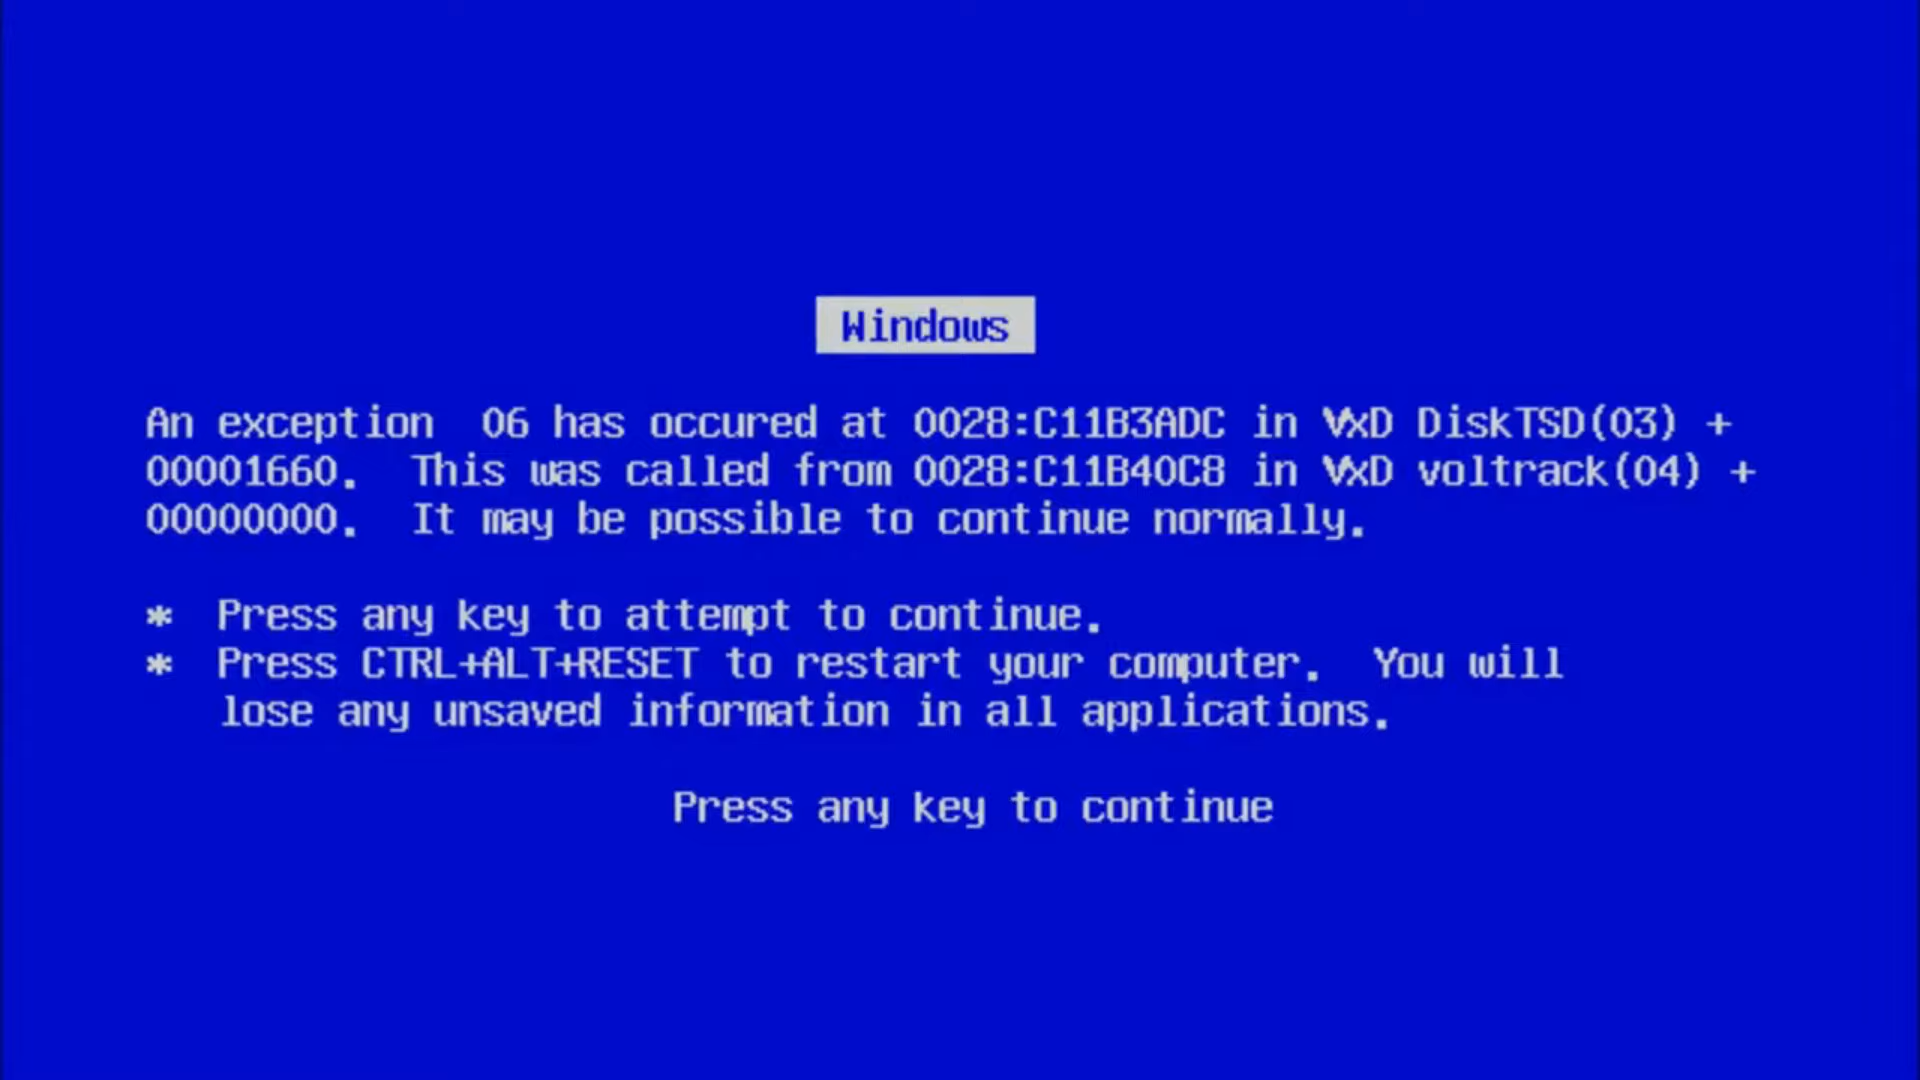 Windows
An exception  06 has occured at 0028:C11B3ADC in VxD DiskTSD(03) +
00001660.  This was called from 0028:C11B40C8 in VxD voltrack(04) +
00000000.  It may be possible to continue normally.
*  Press any key to attempt to continue.
*  Press CTRL+ALT+RESET to restart your computer.  You will
lose any unsaved information in all applications.
Press any key to continue